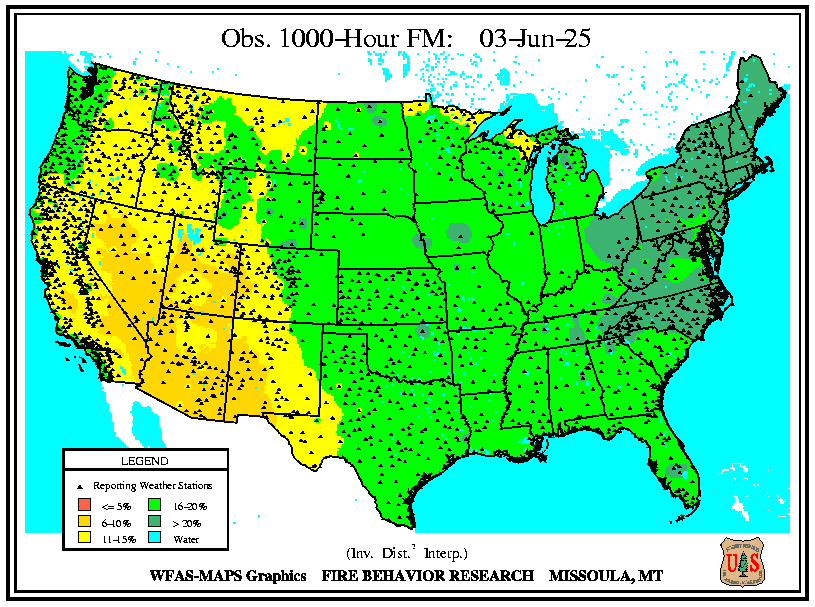 Obs. 1000-Hour FM: 03-Jun-25
LEGEND
Reporting Weather Stations
<= 5%
16-20%
6-10%
> 20%
11-15%
Water
(Inv. Dist.² Interp.)
WFAS-MAPS Graphics FIRE BEHAVIOR RESEARCH MISSOULA, MT
U S